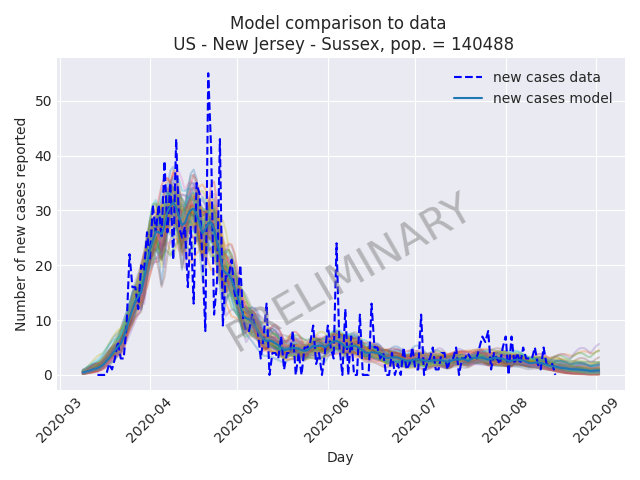 Model comparison to data
US - New Jersey - Sussex, pop. = 140488
new cases data
new cases model
Number of new cases reported
50
40
30
20
10
0
PRELIMINARY
2020-03
2020-04
2020-05
2020-06
2020-07
2020-08
2020-09
Day